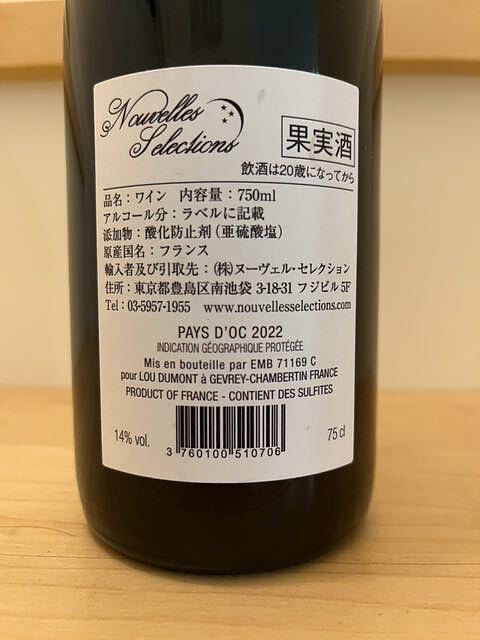 Nouvelles
Selections
果実酒
飲酒は20歳になってから
品名：ワイン　内容量：750ml
アルコール分：ラベルに記載
添加物：酸化防止剤（亜硫酸塩）
原産国名：フランス
輸入者及び引取先：（株）ヌーヴェル・セレクション
住所：東京都豊島区南池袋 3-18-31 フジビル 5F
Tel：03-5957-1955　www.nouvellesselections.com
PAYS D'OC 2022
INDICATION GÉOGRAPHIQUE PROTÉGÉE
Mis en bouteille par EMB 71169 C
pour LOU DUMONT à GEVREY-CHAMBERTIN FRANCE
PRODUCT OF FRANCE - CONTIENT DES SULFITES
14% vol.
75 cl
3 760100 510706